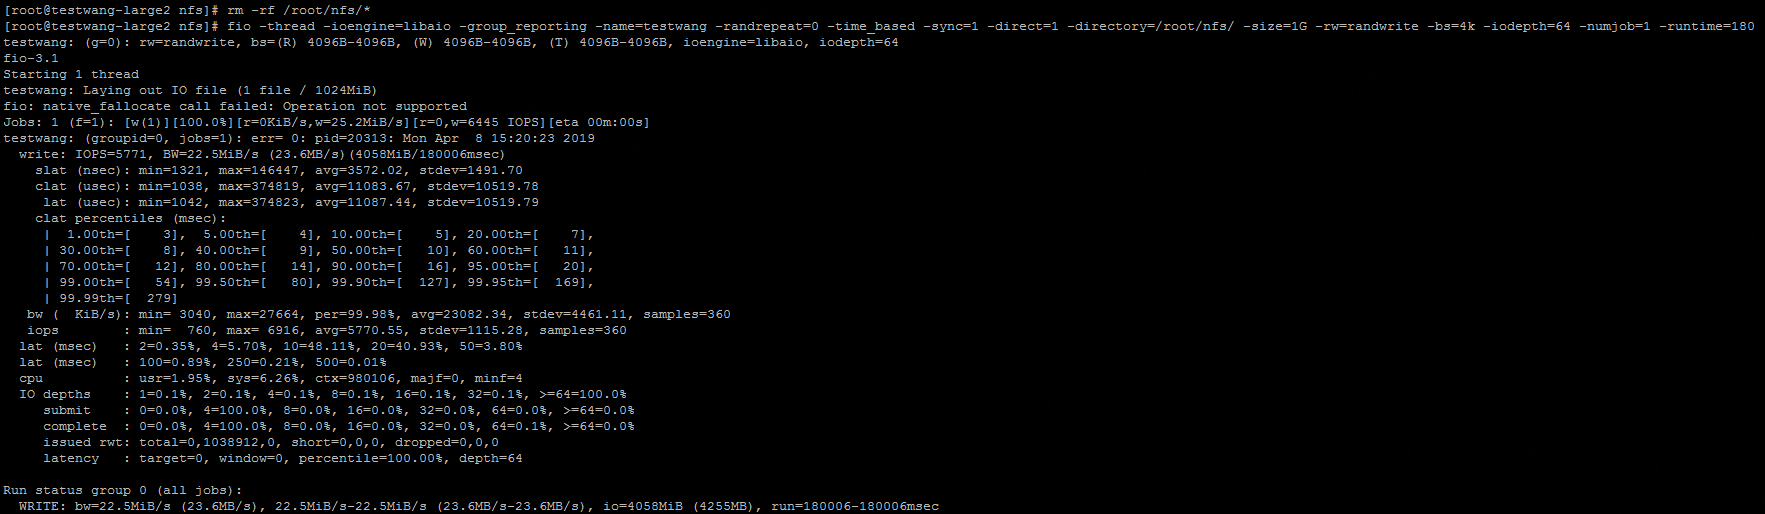 [root@testwang-large2 nfs]# rm -rf /root/nfs/*
[root@testwang-large2 nfs]# fio -thread -ioengine=libaio -group_reporting -name=testwang -randrepeat=0 -time_based -sync=1 -direct=1 -directory=/root/nfs/ -size=1G -rw=randwrite -bs=4k -iodepth=64 -numjob=1 -runtime=180
testwang: (g=0): rw=randwrite, bs=(R) 4096B-4096B, (W) 4096B-4096B, (T) 4096B-4096B, ioengine=libaio, iodepth=64
fio-3.1
Starting 1 thread
testwang: Laying out IO file (1 file / 1024MiB)
fio: native_fallocate call failed: Operation not supported
Jobs: 1 (f=1): [w(1)][100.0%][r=0KiB/s,w=25.2MiB/s][r=0,w=6445 IOPS][eta 00m:00s]
testwang: (groupid=0, jobs=1): err= 0: pid=20313: Mon Apr  8 15:20:23 2019
  write: IOPS=5771, BW=22.5MiB/s (23.6MB/s)(4058MiB/180006msec)
    slat (nsec): min=1321, max=146447, avg=3572.02, stdev=1491.70
    clat (usec): min=1038, max=374819, avg=11083.67, stdev=10519.78
     lat (usec): min=1042, max=374823, avg=11087.44, stdev=10519.79
    clat percentiles (msec):
     |  1.00th=[    3],  5.00th=[    4], 10.00th=[    5], 20.00th=[    7],
     | 30.00th=[    8], 40.00th=[    9], 50.00th=[   10], 60.00th=[   11],
     | 70.00th=[   12], 80.00th=[   14], 90.00th=[   16], 95.00th=[   20],
     | 99.00th=[   54], 99.50th=[   80], 99.90th=[  127], 99.95th=[  169],
     | 99.99th=[  279]
   bw (  KiB/s): min= 3040, max=27664, per=99.98%, avg=23082.34, stdev=4461.11, samples=360
   iops        : min=  760, max= 6916, avg=5770.55, stdev=1115.28, samples=360
  lat (msec)   : 2=0.35%, 4=5.70%, 10=48.11%, 20=40.93%, 50=3.80%
  lat (msec)   : 100=0.89%, 250=0.21%, 500=0.01%
  cpu          : usr=1.95%, sys=6.26%, ctx=980106, majf=0, minf=4
  IO depths    : 1=0.1%, 2=0.1%, 4=0.1%, 8=0.1%, 16=0.1%, 32=0.1%, >=64=100.0%
     submit    : 0=0.0%, 4=100.0%, 8=0.0%, 16=0.0%, 32=0.0%, 64=0.0%, >=64=0.0%
     complete  : 0=0.0%, 4=100.0%, 8=0.0%, 16=0.0%, 32=0.0%, 64=0.1%, >=64=0.0%
     issued rwt: total=0,1038912,0, short=0,0,0, dropped=0,0,0
     latency   : target=0, window=0, percentile=100.00%, depth=64
Run status group 0 (all jobs):
  WRITE: bw=22.5MiB/s (23.6MB/s), 22.5MiB/s-22.5MiB/s (23.6MB/s-23.6MB/s), io=4058MiB (4255MB), run=180006-180006msec